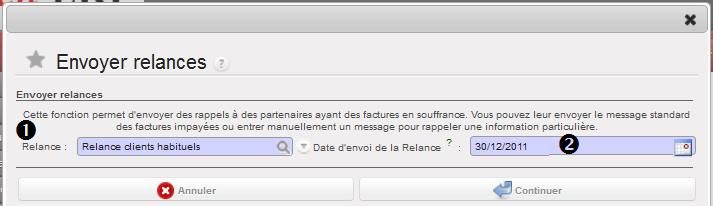 Envoyer relances ?
Envoyer relances
Cette fonction permet d'envoyer des rappels à des partenaires ayant des factures en souffrance. Vous pouvez leur envoyer le message standard
des factures impayées ou entrer manuellement un message pour rappeler une information particulière.
1
Relance : Relance clients habituels Date d'envoi de la Relance ? : 30/12/2011 2
Annuler Continuer